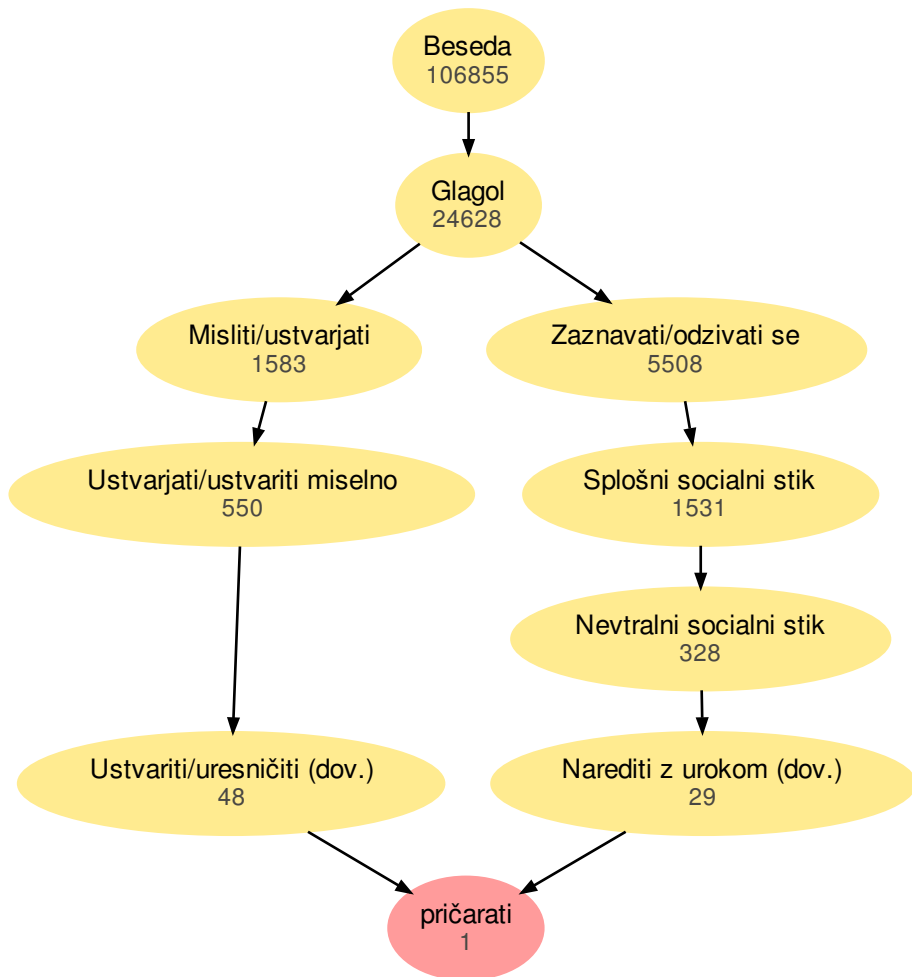 Beseda
106855
Glagol
24628
Misliti/ustvarjati
1583
Zaznavati/odzivati se
5508
Ustvarjati/ustvariti miselno
550
Splošni socialni stik
1531
Nevtralni socialni stik
328
Ustvariti/uresničiti (dov.)
48
Narediti z urokom (dov.)
29
pričarati
1